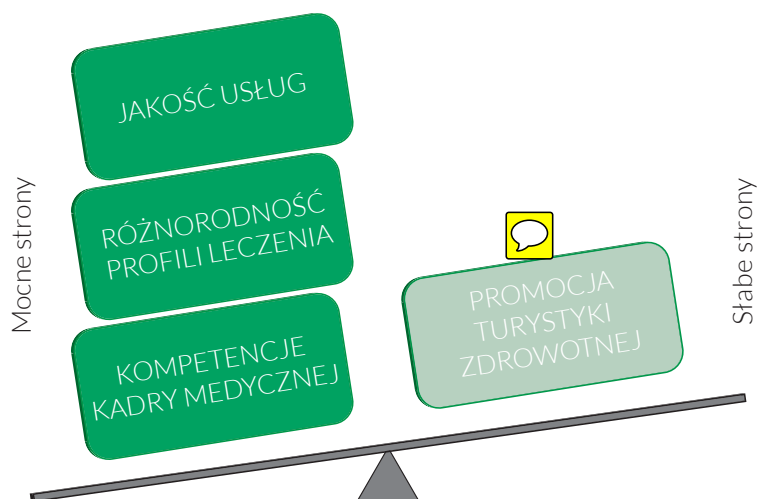 Mocne strony
JAKOŚĆ USŁUG
RÓŻNORODNOŚĆ
PROFILI LECZENIA
KOMPETENCJE
KADRY MEDYCZNEJ
PROMOCJA
TURYSTYKI
ZDROWOTNEJ
Słabe strony